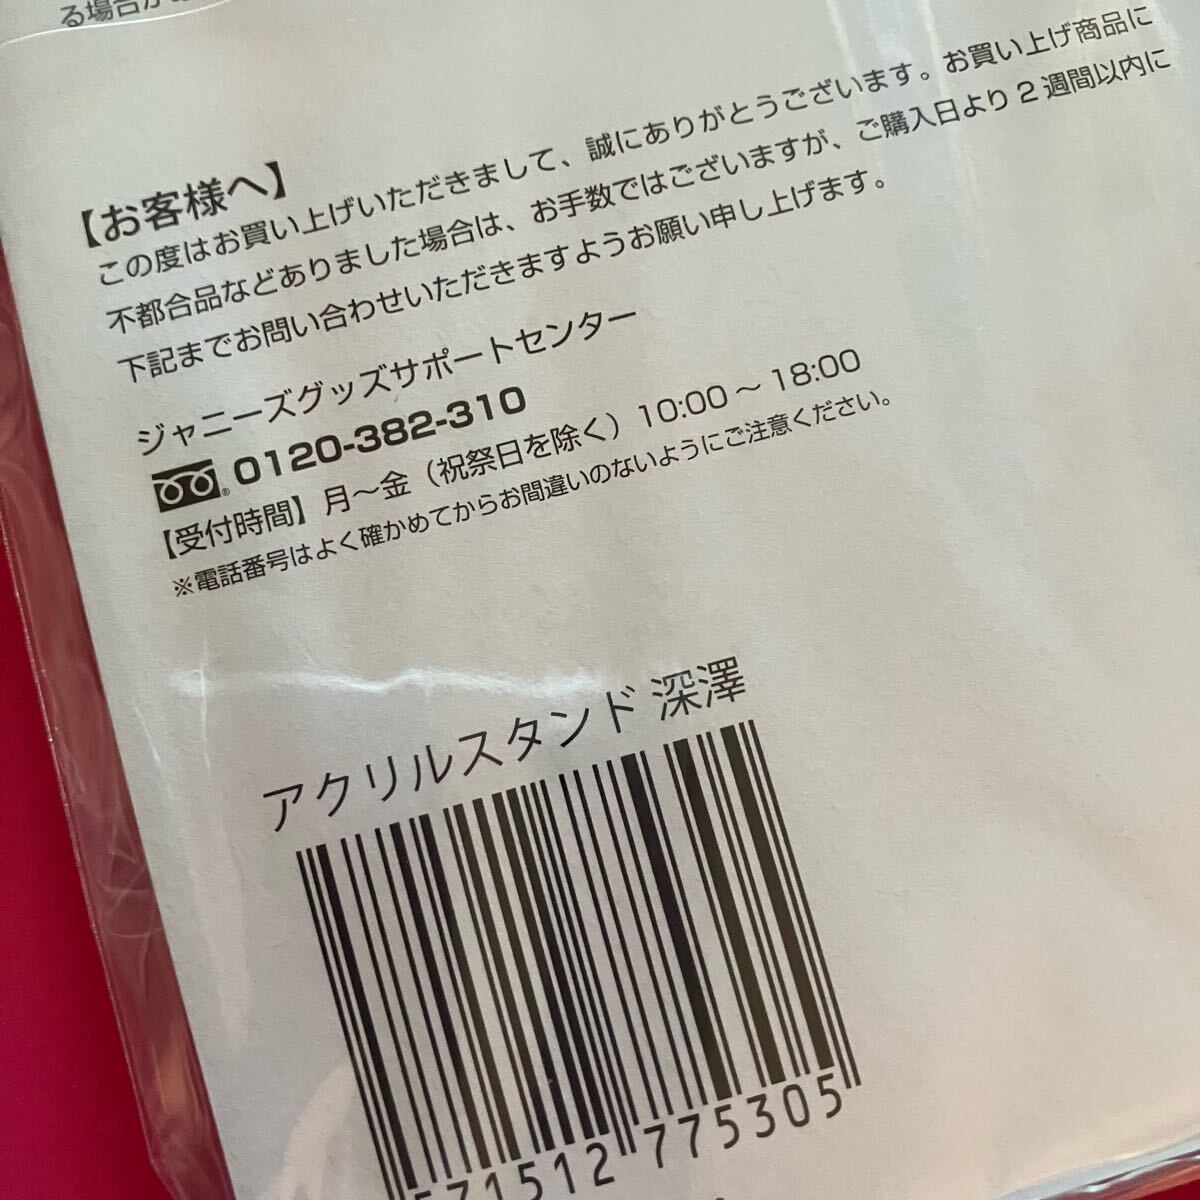 る場合が
【お客様へ】
この度はお買い上げいただきまして、誠にありがとうございます。お買い上げ商品に
不都合品などありました場合は、お手数ではございますが、ご購入日より2週間以内に
下記までお問い合わせいただきますようお願い申し上げます。
ジャニーズグッズサポートセンター
0120-382-310
【受付時間】月～金（祝祭日を除く）10:00～18:00
※電話番号はよく確かめてからお間違いのないようにご注意ください。
アクリルスタンド 深澤
571512 775305